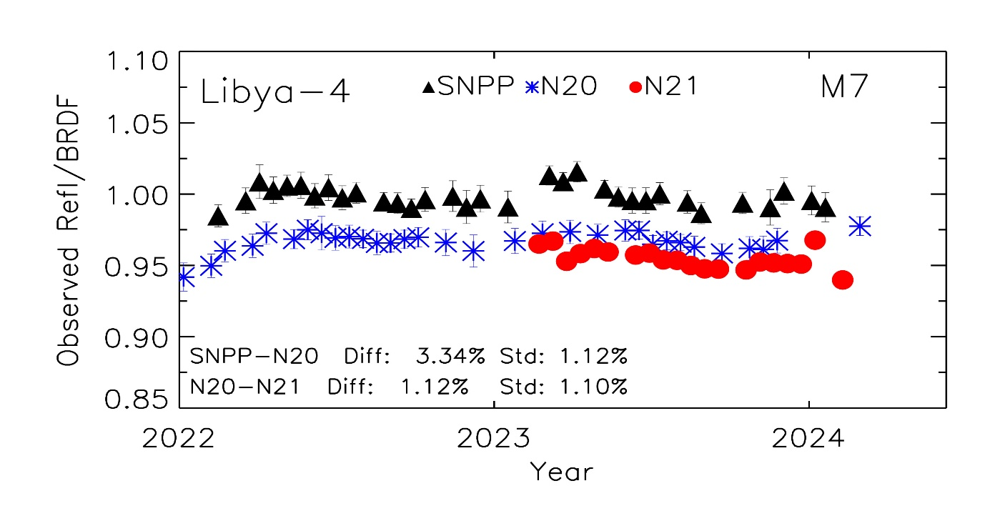 1.10
Libya-4 SNPP N20 N21 M7
1.05
1.00
0.95
0.90
0.85
Observed Refl/BRDF
SNPP-N20 Diff: 3.34% Std: 1.12%
N20-N21 Diff: 1.12% Std: 1.10%
2022 2023 2024
Year